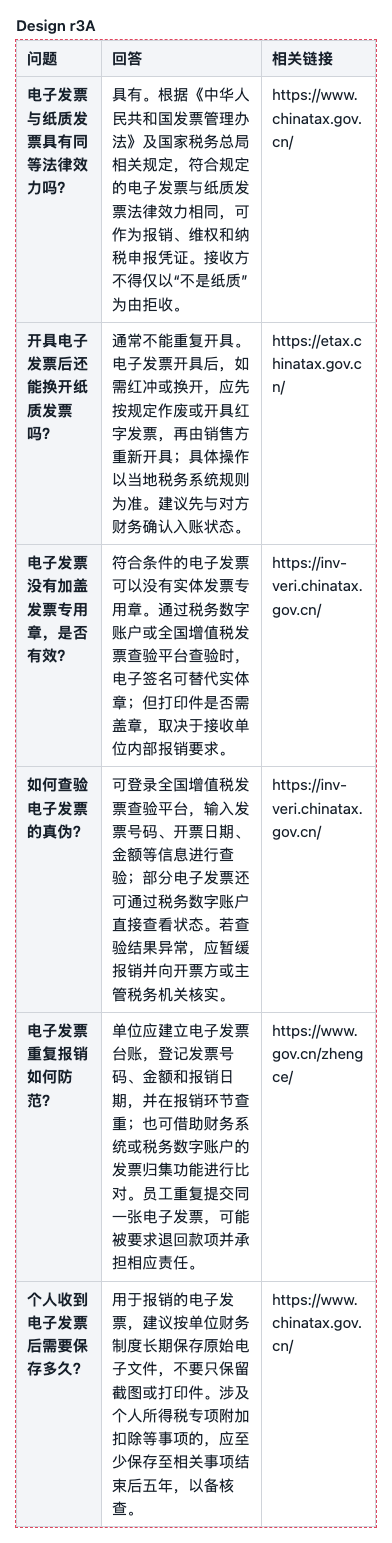 Design r3A
问题
回答
相关链接
电子发票
与纸质发
票具有同
等法律效
力吗？
具有。根据《中华人
民共和国发票管理办
法》及国家税务总局
相关规定，符合规定
的电子发票与纸质发
票法律效力相同，可
作为报销、维权和纳
税申报凭证。接收方
不得仅以“不是纸质”
为由拒收。
https://www.
chinatax.gov.
cn/
开具电子
发票后还
能换开纸
质发票
吗？
通常不能重复开具。
电子发票开具后，如
需红冲或换开，应先
按规定作废或开具红
字发票，再由销售方
重新开具；具体操作
以当地税务系统规则
为准。建议先与对方
财务确认入账状态。
https://etax.c
hinatax.gov.c
n/
电子发票
没有加盖
发票专用
章，是否
有效？
符合条件的电子发票
可以没有实体发票专
用章。通过税务数字
账户或全国增值税发
票查验平台查验时，
电子签名可替代实体
章；但打印件是否需
盖章，取决于接收单
位内部报销要求。
https://inv-
veri.chinatax.
gov.cn/
如何查验
电子发票
的真伪？
可登录全国增值税发
票查验平台，输入发
票号码、开票日期、
金额等信息进行查
验；部分电子发票还
可通过税务数字账户
直接查看状态。若查
验结果异常，应暂缓
报销并向开票方或主
管税务机关核实。
https://inv-
veri.chinatax.
gov.cn/
电子发票
重复报销
如何防
范？
单位应建立电子发票
台账，登记发票号
码、金额和报销日
期，并在报销环节查
重；也可借助财务系
统或税务数字账户的
发票归集功能进行比
对。员工重复提交同
一张电子发票，可能
被要求退回款项并承
担相应责任。
https://www.
gov.cn/zheng
ce/
个人收到
电子发票
后需要保
存多久？
用于报销的电子发
票，建议按单位财务
制度长期保存原始电
子文件，不要只保留
截图或打印件。涉及
个人所得税专项附加
扣除等事项的，应至
少保存至相关事项结
束后五年，以备核
查。
https://www.
chinatax.gov.
cn/